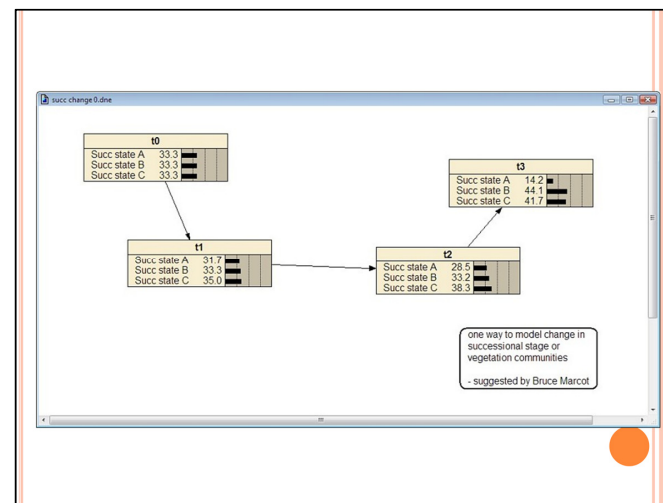 succ change 0.dne
t0
Succ state A 33.3
Succ state B 33.3
Succ state C 33.3
t3
Succ state A 14.2
Succ state B 44.1
Succ state C 41.7
t1
Succ state A 31.7
Succ state B 33.3
Succ state C 35.0
t2
Succ state A 28.5
Succ state B 33.2
Succ state C 38.3
one way to model change in
successional stage or
vegetation communities
- suggested by Bruce Marcot